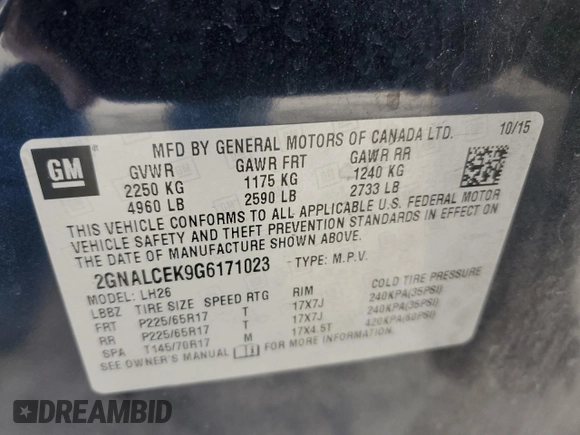 GM
MFD BY GENERAL MOTORS OF CANADA LTD. 10/15
GVWR GAWR FRT GAWR RR
2250 KG 1175 KG 1240 KG
4960 LB 2590 LB 2733 LB
THIS VEHICLE CONFORMS TO ALL APPLICABLE U.S. FEDERAL MOTOR
VEHICLE SAFETY AND THEFT PREVENTION STANDARDS IN EFFECT ON
THE DATE OF MANUFACTURE SHOWN ABOVE.
2GNALCEK9G6171023 TYPE: M.P.V.
MODEL: LH26
LBBZ TIRE SIZE SPEED RTG RIM COLD TIRE PRESSURE
FRT P225/65R17 T 17X7J 240KPA(35PSI)
RR P225/65R17 T 17X7J 240KPA(35PSI)
SPA T145/70R17 M 17X4.5T 420KPA(60PSI)
SEE OWNER'S MANUAL
DREAMBID